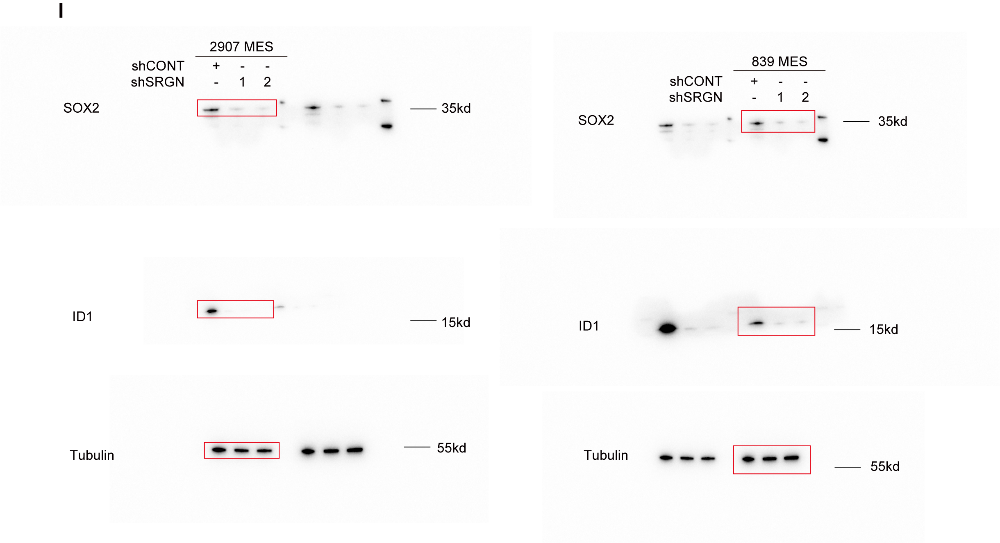 I
2907 MES
shCONT + - -
shSRGN - 1 2
SOX2
35kd
839 MES
shCONT + - -
shSRGN - 1 2
SOX2
35kd
ID1
15kd
ID1
15kd
Tubulin
55kd
Tubulin
55kd